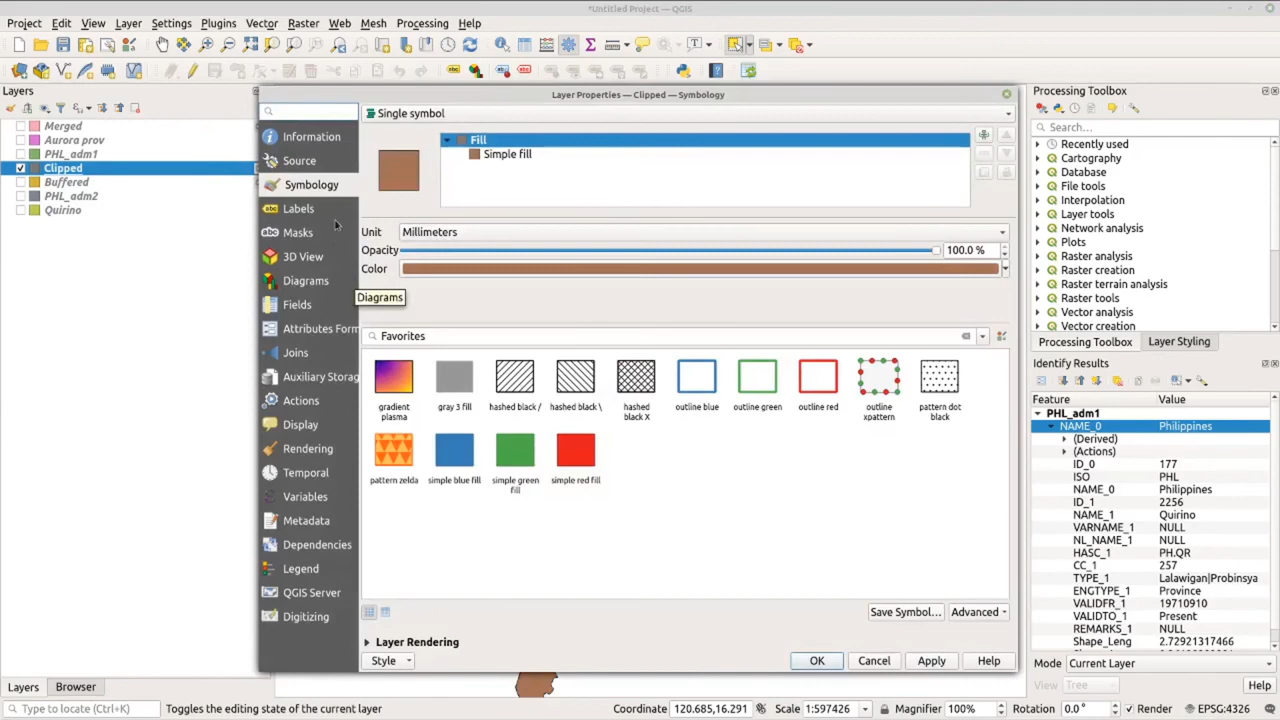 *Untitled Project — QGIS
Project Edit View Layer Settings Plugins Vector Raster Web Mesh Processing Help
Layers
Merged
Aurora prov
PHL_adm1
Clipped
Buffered
PHL_adm2
Quirino
Layer Properties — Clipped — Symbology
Information
Source
Symbology
Labels
Masks
3D View
Diagrams
Fields
Attributes Form
Joins
Auxiliary Storag
Actions
Display
Rendering
Temporal
Variables
Metadata
Dependencies
Legend
QGIS Server
Digitizing
Single symbol
Fill
Simple fill
Unit Millimeters
Opacity 100.0 %
Color
Diagrams
Favorites
gradient plasma
gray 3 fill
hashed black /
hashed black \
hashed black X
outline blue
outline green
outline red
outline xpattern
pattern dot black
pattern zelda
simple blue fill
simple green fill
simple red fill
Save Symbol... Advanced
Layer Rendering
Style OK Cancel Apply Help
Processing Toolbox
Search...
Recently used
Cartography
Database
File tools
Interpolation
Layer tools
Network analysis
Plots
Raster analysis
Raster creation
Raster terrain analysis
Raster tools
Vector analysis
Vector creation
Processing Toolbox Layer Styling
Identify Results
Feature Value
PHL_adm1
NAME_0 Philippines
(Derived)
(Actions)
ID_0 177
ISO PHL
NAME_0 Philippines
ID_1 2256
NAME_1 Quirino
VARNAME_1 NULL
NL_NAME_1 NULL
HASC_1 PH.QR
CC_1 257
TYPE_1 Lalawigan|Probinsya
ENGTYPE_1 Province
VALIDFR_1 19710910
VALIDTO_1 Present
REMARKS_1 NULL
Shape_Leng 2.72921317466
Mode Current Layer
View Tree Help
Layers Browser
Type to locate (Ctrl+K) Toggles the editing state of the current layer Coordinate 120.685,16.291 Scale 1:597426 Magnifier 100% Rotation 0.0 ° Render EPSG:4326